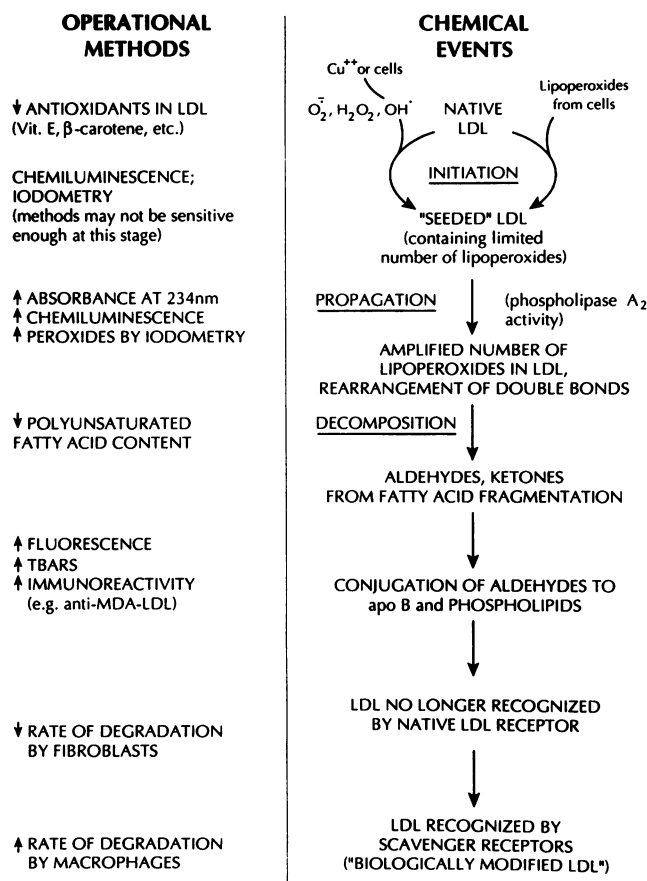 OPERATIONAL
METHODS
↓ ANTIOXIDANTS IN LDL
(Vit. E, β-carotene, etc.)
CHEMILUMINESCENCE;
IODOMETRY
(methods may not be sensitive
enough at this stage)
↑ ABSORBANCE AT 234nm
↑ CHEMILUMINESCENCE
↑ PEROXIDES BY IODOMETRY
↓ POLYUNSATURATED
FATTY ACID CONTENT
↑ FLUORESCENCE
↑ TBARS
↑ IMMUNOREACTIVITY
(e.g. anti-MDA-LDL)
↓ RATE OF DEGRADATION
BY FIBROBLASTS
↑ RATE OF DEGRADATION
BY MACROPHAGES
CHEMICAL
EVENTS
Cu⁺⁺or cells
O₂⁻, H₂O₂, OH˙
NATIVE
LDL
Lipoperoxides
from cells
INITIATION
"SEEDED" LDL
(containing limited
number of lipoperoxides)
PROPAGATION
(phospholipase A₂
activity)
AMPLIFIED NUMBER OF
LIPOPEROXIDES IN LDL,
REARRANGEMENT OF DOUBLE BONDS
DECOMPOSITION
ALDEHYDES, KETONES
FROM FATTY ACID FRAGMENTATION
CONJUGATION OF ALDEHYDES TO
apo B and PHOSPHOLIPIDS
LDL NO LONGER RECOGNIZED
BY NATIVE LDL RECEPTOR
LDL RECOGNIZED BY
SCAVENGER RECEPTORS
("BIOLOGICALLY MODIFIED LDL")